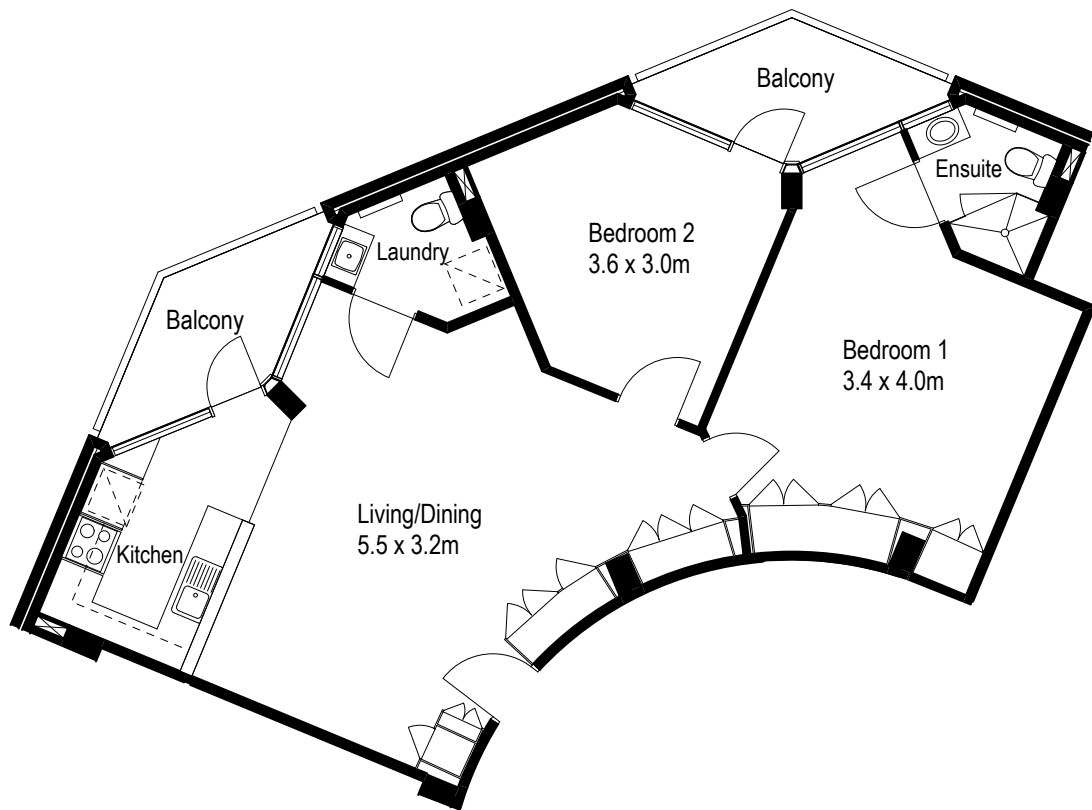 Balcony
Ensuite
Bedroom 2
3.6 x 3.0m
Laundry
Balcony
Bedroom 1
3.4 x 4.0m
Living/Dining
5.5 x 3.2m
Kitchen